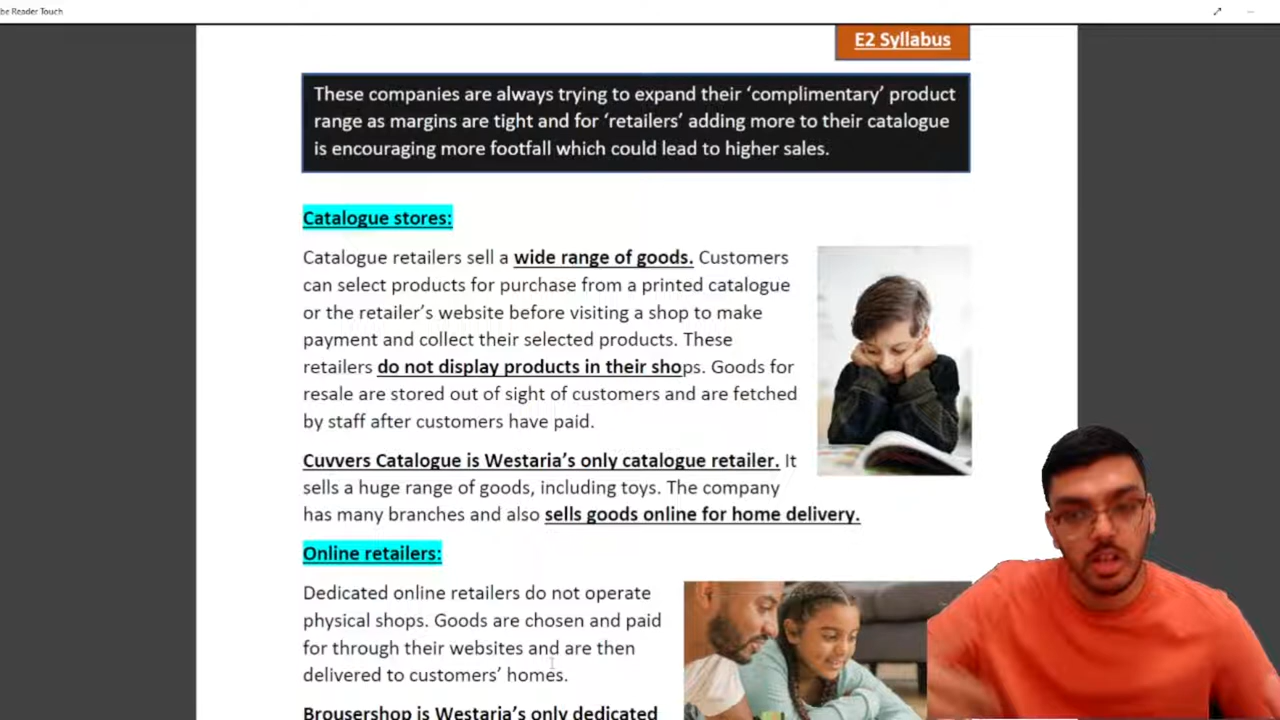 be Reader Touch
E2 Syllabus
These companies are always trying to expand their ‘complimentary’ product
range as margins are tight and for ‘retailers’ adding more to their catalogue
is encouraging more footfall which could lead to higher sales.
Catalogue stores:
Catalogue retailers sell a wide range of goods. Customers
can select products for purchase from a printed catalogue
or the retailer’s website before visiting a shop to make
payment and collect their selected products. These
retailers do not display products in their shops. Goods for
resale are stored out of sight of customers and are fetched
by staff after customers have paid.
Cuvvers Catalogue is Westaria’s only catalogue retailer. It
sells a huge range of goods, including toys. The company
has many branches and also sells goods online for home delivery.
Online retailers:
Dedicated online retailers do not operate
physical shops. Goods are chosen and paid
for through their websites and are then
delivered to customers’ homes.
Brousershop is Westaria’s only dedicated